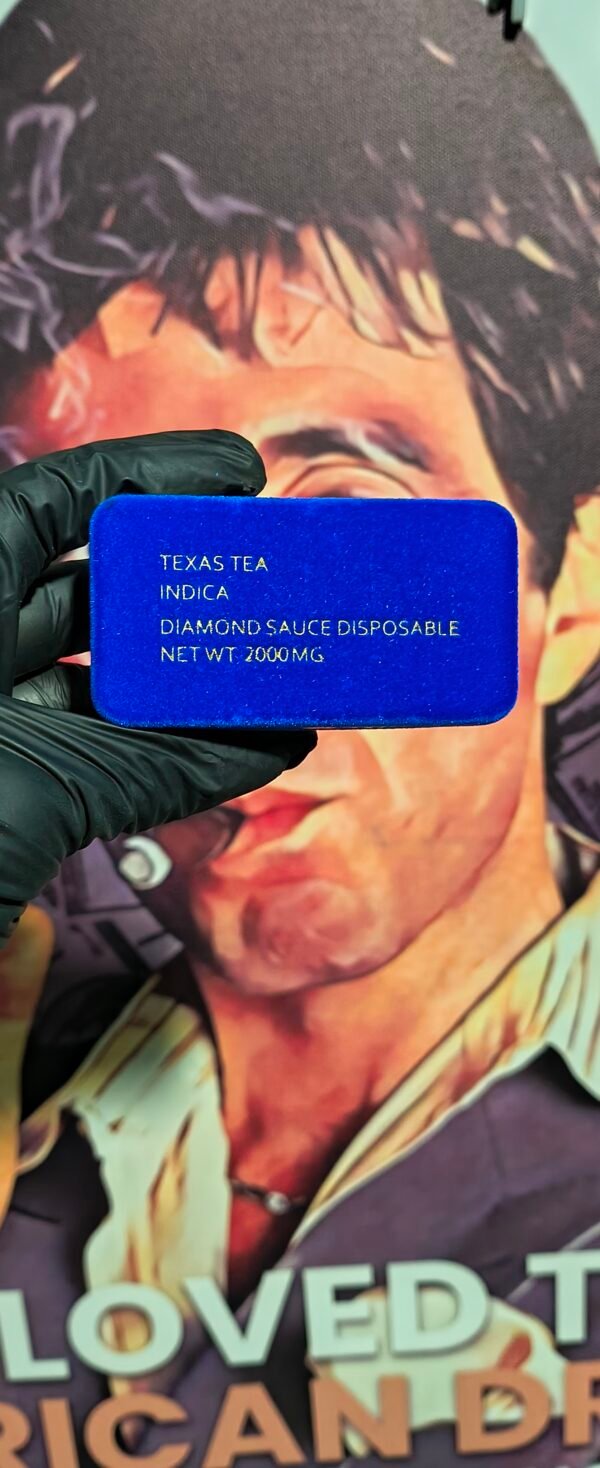 TEXAS TEA
INDICA
DIAMOND SAUCE DISPOSABLE
NET WT. 2000MG
LOVED T
RICAN DR